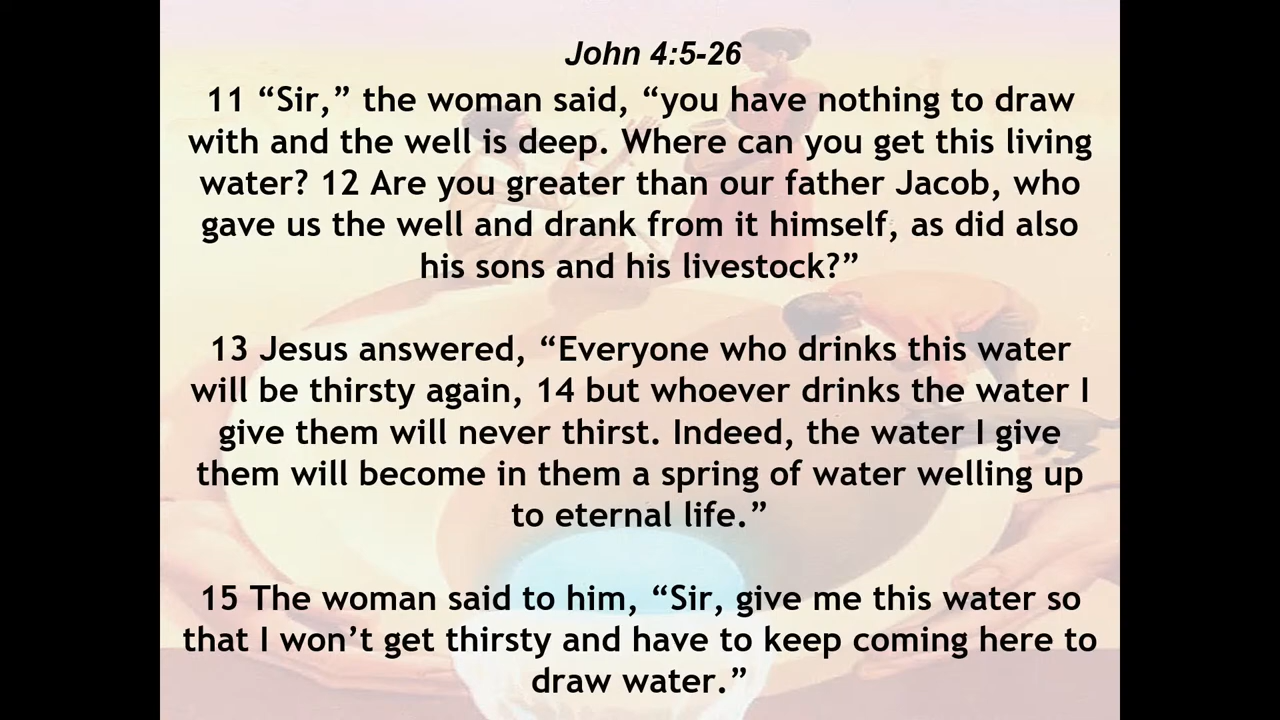 John 4:5-26
11 “Sir,” the woman said, “you have nothing to draw
with and the well is deep. Where can you get this living
water? 12 Are you greater than our father Jacob, who
gave us the well and drank from it himself, as did also
his sons and his livestock?”
13 Jesus answered, “Everyone who drinks this water
will be thirsty again, 14 but whoever drinks the water I
give them will never thirst. Indeed, the water I give
them will become in them a spring of water welling up
to eternal life.”
15 The woman said to him, “Sir, give me this water so
that I won’t get thirsty and have to keep coming here to
draw water.”